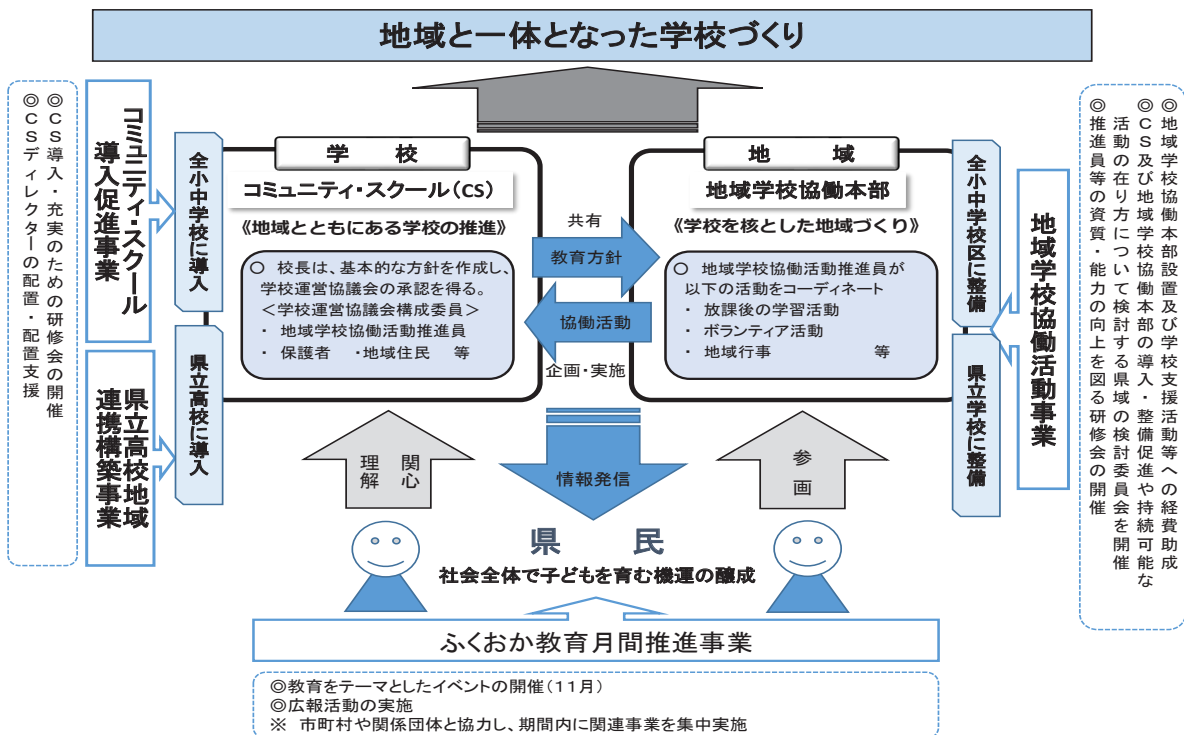 地域と一体となった学校づくり
◎CS導入・充実のための研修会の開催
◎CSディレクターの配置・配置支援
コミュニティ・スクール
導入促進事業
県立高校地域
連携構築事業
全小中学校に導入
県立高校に導入
学　校
コミュニティ・スクール(CS)
《地域とともにある学校の推進》
○ 校長は、基本的な方針を作成し、
学校運営協議会の承認を得る。
<学校運営協議会構成委員>
・ 地域学校協働活動推進員
・ 保護者　・地域住民　等
共有
教育方針
協働活動
企画・実施
地　域
地域学校協働本部
《学校を核とした地域づくり》
○ 地域学校協働活動推進員が
以下の活動をコーディネート
・ 放課後の学習活動
・ ボランティア活動
・ 地域行事　等
全小中学校区に整備
県立学校に整備
地域学校協働活動事業
◎地域学校協働本部設置及び学校支援活動等への経費助成
◎CS及び地域学校協働本部の導入・整備促進や持続可能な
活動の在り方について検討する県域の検討委員会を開催
◎推進員等の資質・能力の向上を図る研修会の開催
関心
理解
情報発信
参画
県　民
社会全体で子どもを育む機運の醸成
ふくおか教育月間推進事業
◎教育をテーマとしたイベントの開催(11月)
◎広報活動の実施
※ 市町村や関係団体と協力し、期間内に関連事業を集中実施